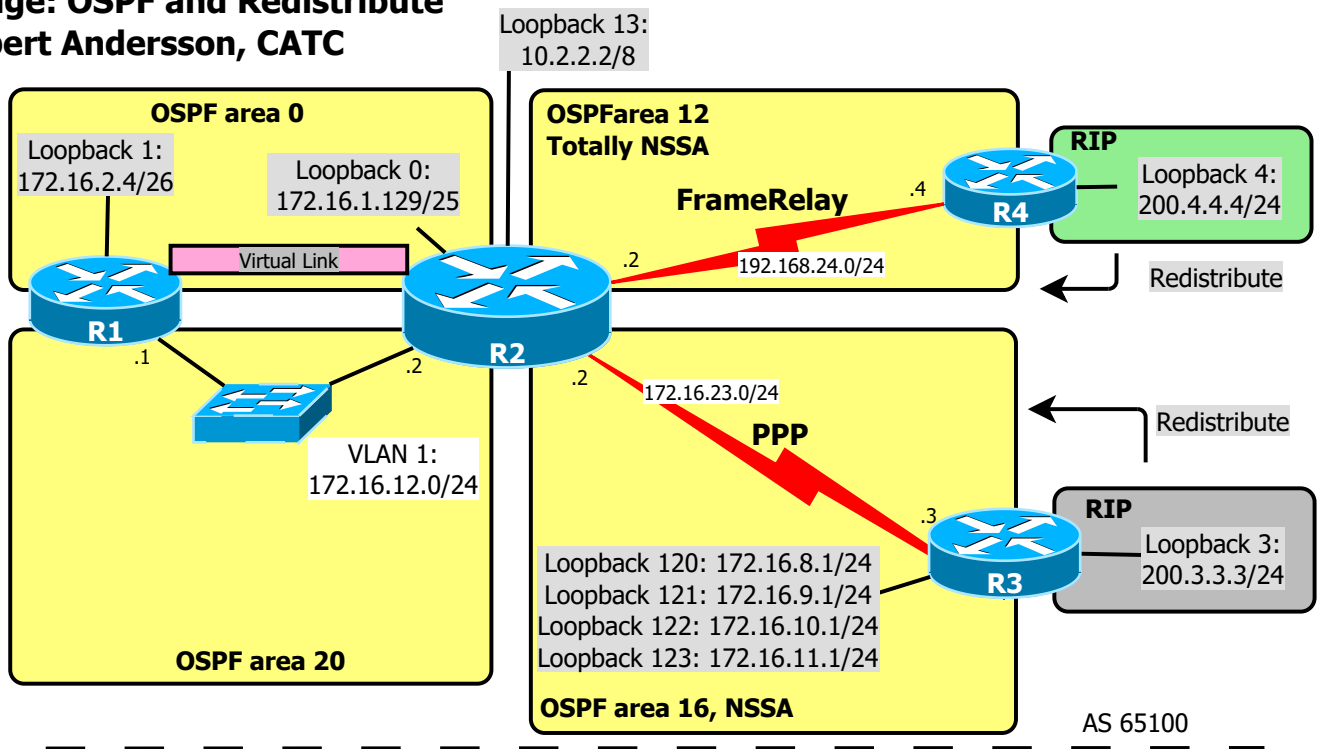 OSPF and Redistribute
Andersson, CATC
Loopback 13:
10.2.2.2/8
OSPF area 0
Loopback 1:
172.16.2.4/26
Loopback 0:
172.16.1.129/25
Virtual Link
R1
R2
.1
.2
VLAN 1:
172.16.12.0/24
OSPF area 20
OSPFarea 12
Totally NSSA
FrameRelay
.2
.4
192.168.24.0/24
R4
RIP
Loopback 4:
200.4.4.4/24
Redistribute
.2
172.16.23.0/24
PPP
.3
R3
Redistribute
RIP
Loopback 3:
200.3.3.3/24
Loopback 120: 172.16.8.1/24
Loopback 121: 172.16.9.1/24
Loopback 122: 172.16.10.1/24
Loopback 123: 172.16.11.1/24
OSPF area 16, NSSA
AS 65100